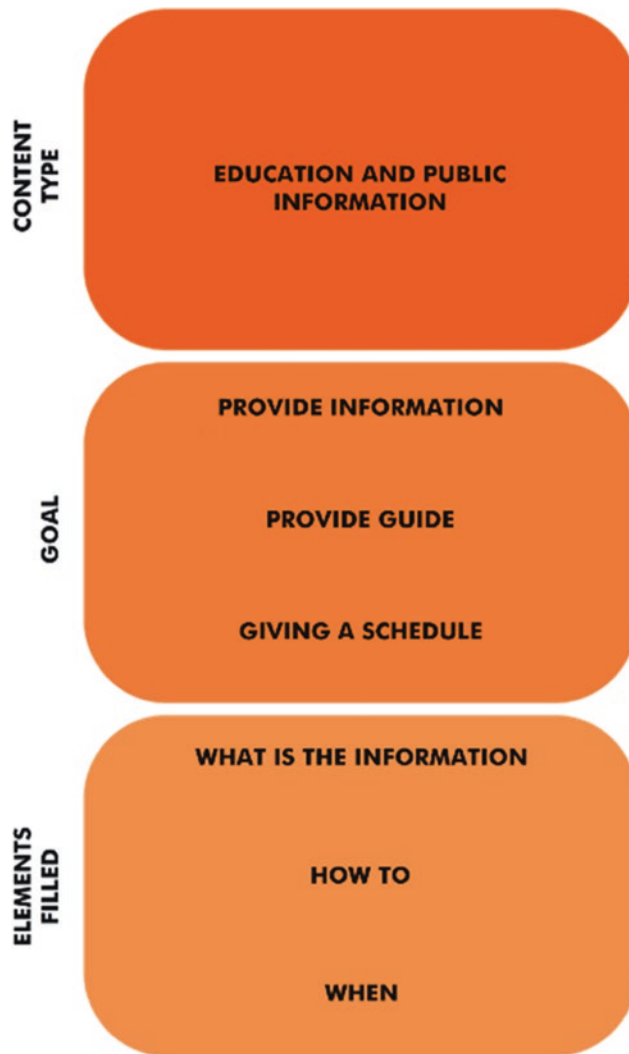 CONTENT
TYPE
EDUCATION AND PUBLIC
INFORMATION
GOAL
PROVIDE INFORMATION
PROVIDE GUIDE
GIVING A SCHEDULE
ELEMENTS
FILLED
WHAT IS THE INFORMATION
HOW TO
WHEN